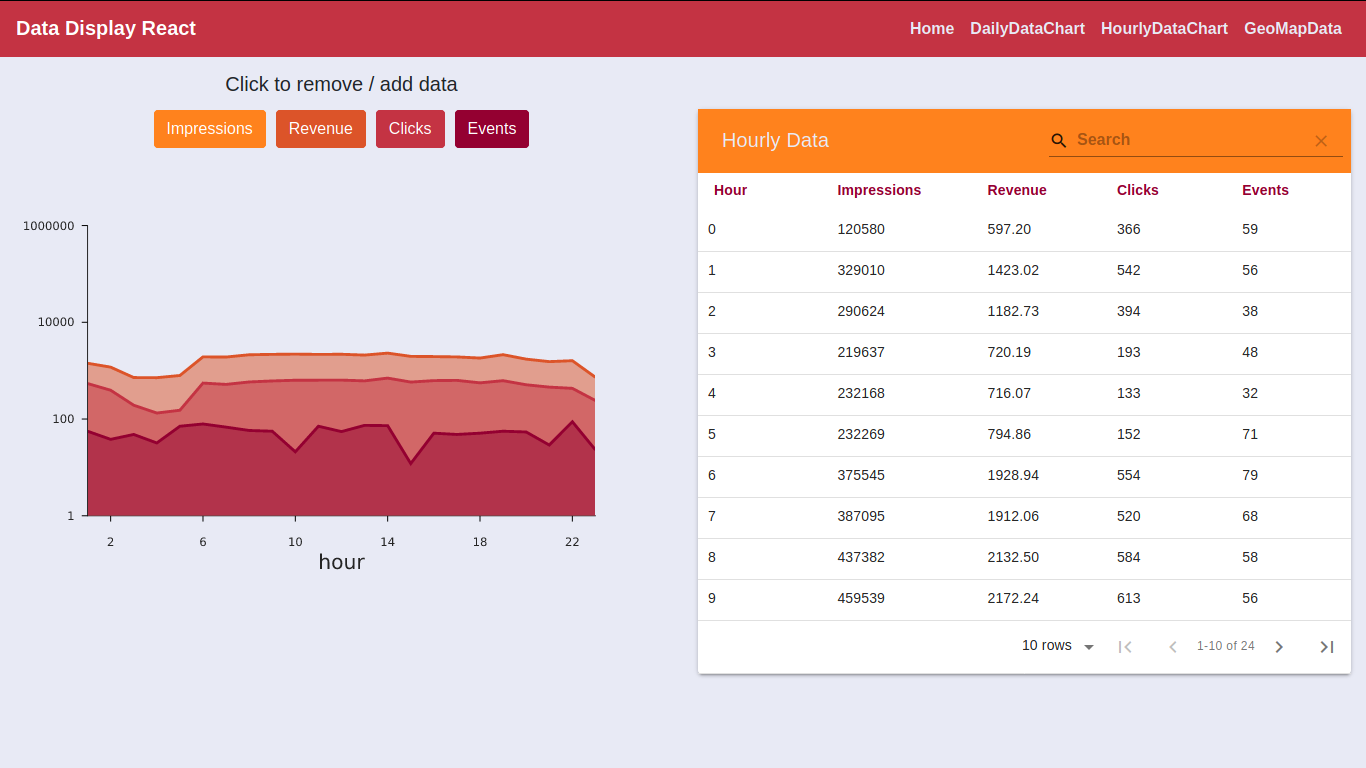 Data Display React
Home DailyDataChart HourlyDataChart GeoMapData
Click to remove / add data
Impressions Revenue Clicks Events
1000000
10000
100
1
2 6 10 14 18 22
hour
Hourly Data Search
Hour Impressions Revenue Clicks Events
0 120580 597.20 366 59
1 329010 1423.02 542 56
2 290624 1182.73 394 38
3 219637 720.19 193 48
4 232168 716.07 133 32
5 232269 794.86 152 71
6 375545 1928.94 554 79
7 387095 1912.06 520 68
8 437382 2132.50 584 58
9 459539 2172.24 613 56
10 rows 1-10 of 24